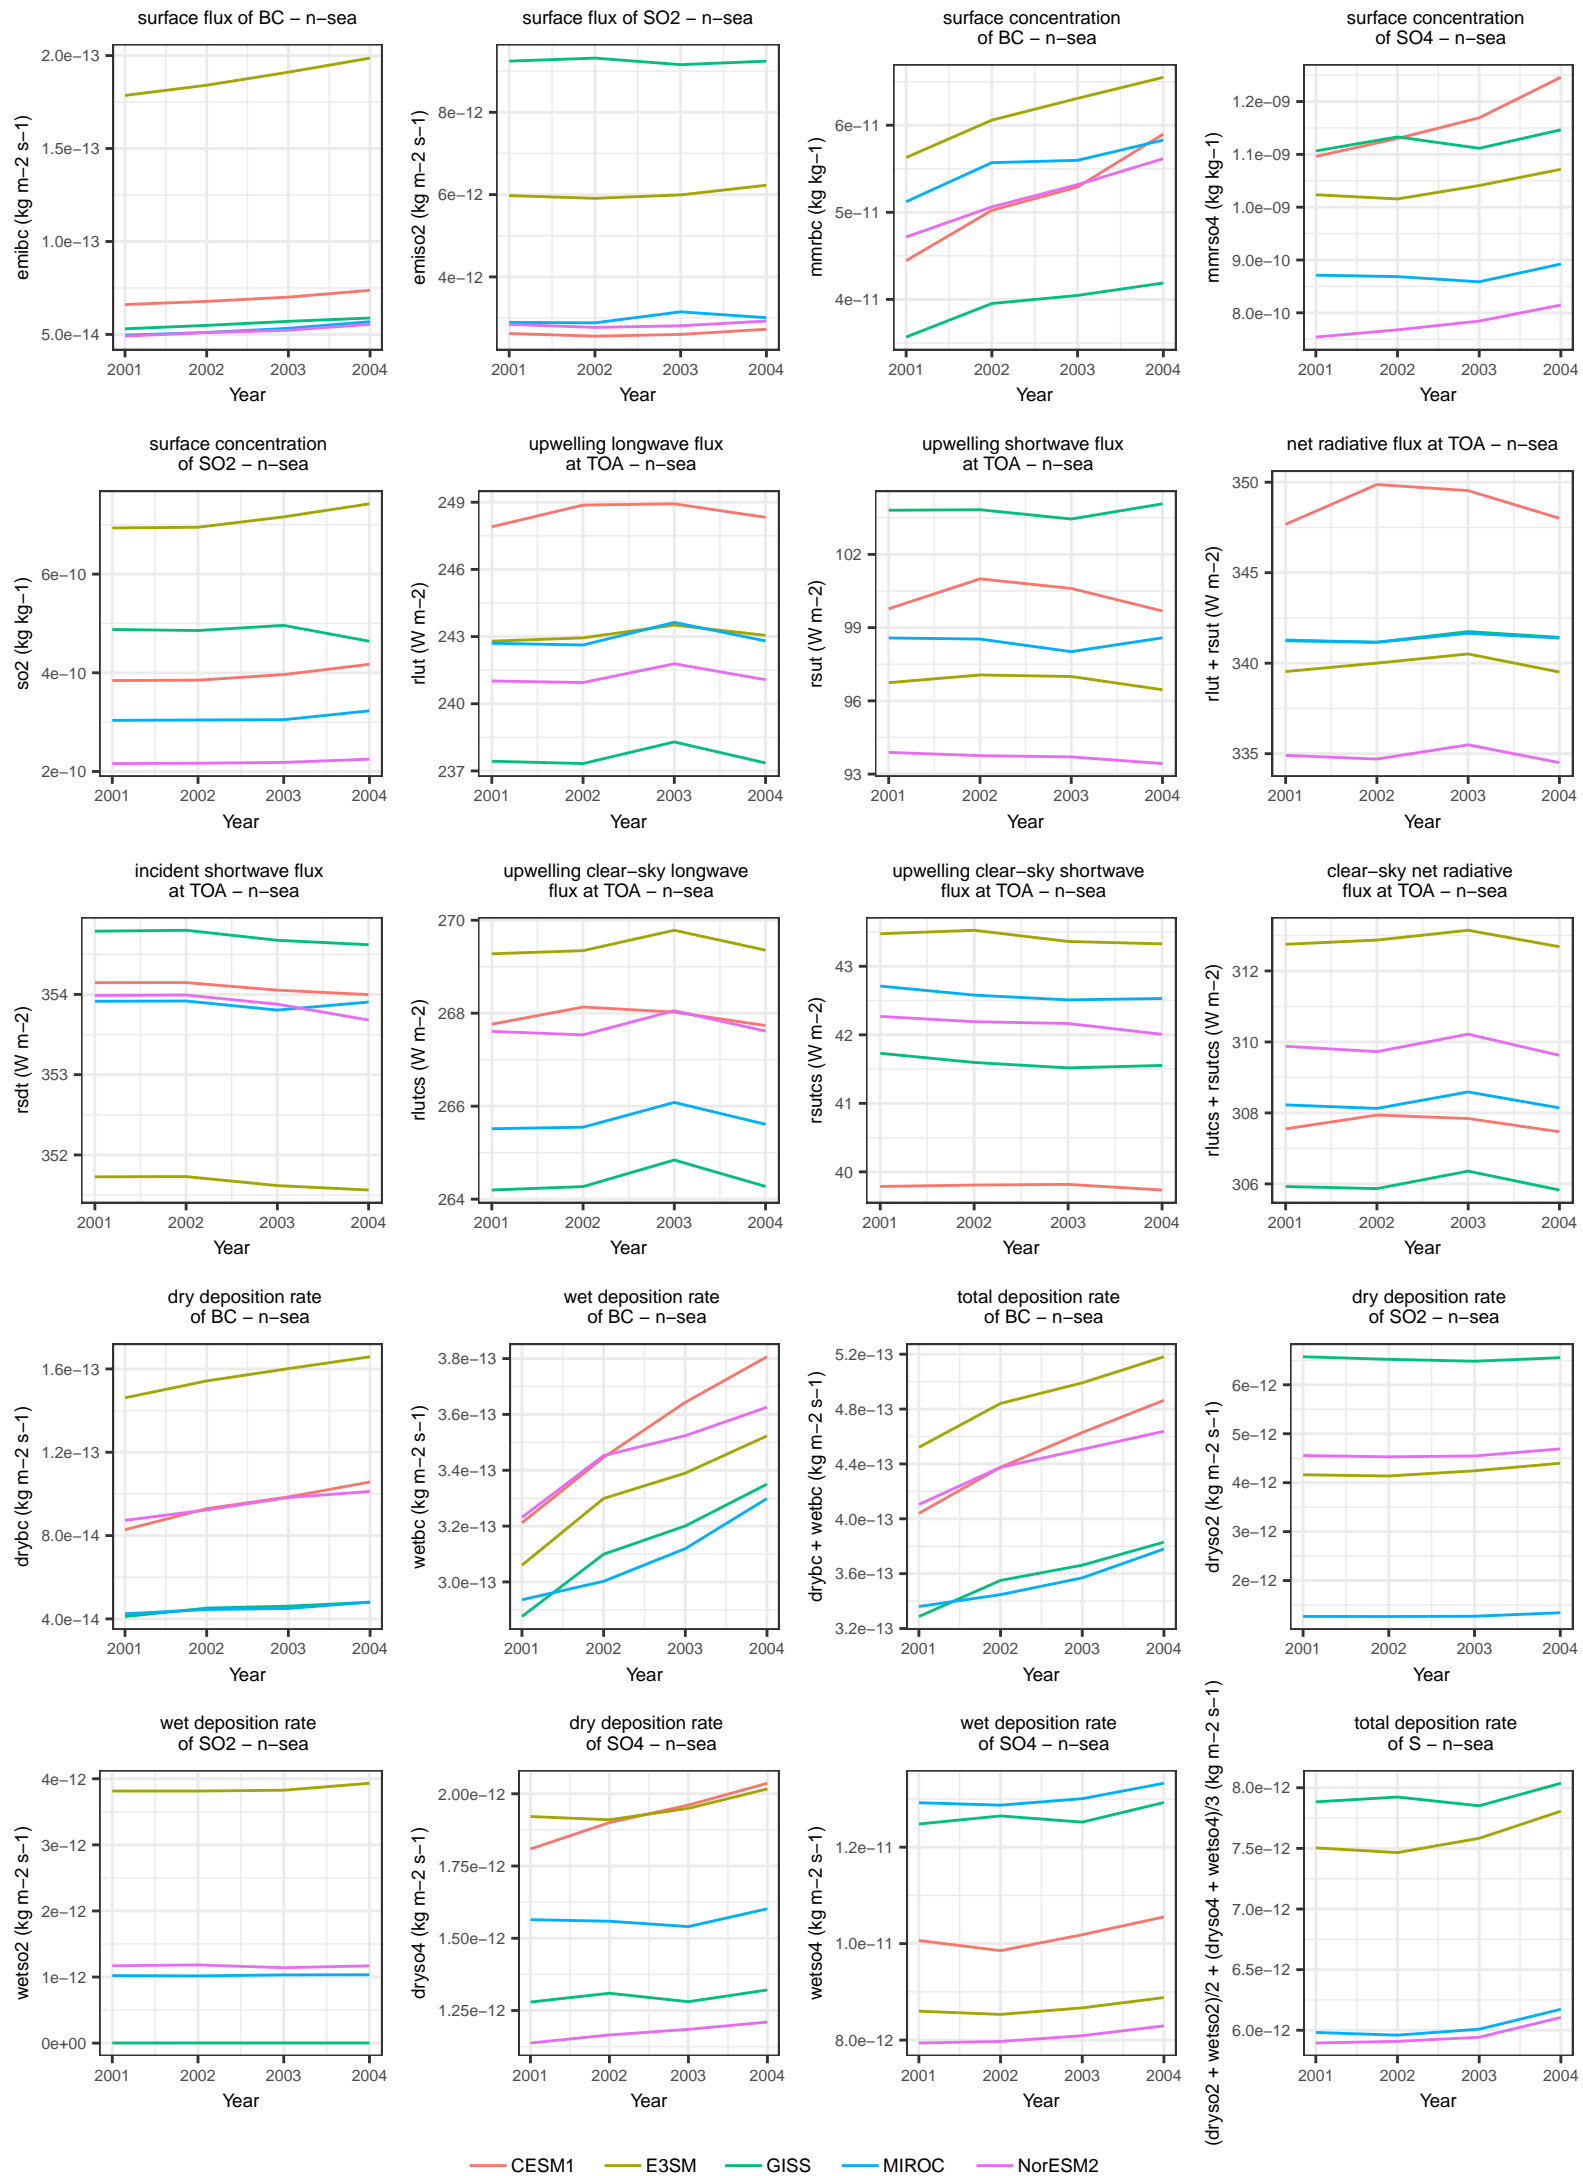 surface flux of BC − n−sea
emibc (kg m−2 s−1)
2.0e−13
1.5e−13
1.0e−13
5.0e−14
2001 2002 2003 2004
Year
surface flux of SO2 − n−sea
emiso2 (kg m−2 s−1)
8e−12
6e−12
4e−12
2001 2002 2003 2004
Year
surface concentration
of BC − n−sea
mmrbc (kg kg−1)
6e−11
5e−11
4e−11
2001 2002 2003 2004
Year
surface concentration
of SO4 − n−sea
mmrso4 (kg kg−1)
1.2e−09
1.1e−09
1.0e−09
9.0e−10
8.0e−10
2001 2002 2003 2004
Year
surface concentration
of SO2 − n−sea
so2 (kg kg−1)
6e−10
4e−10
2e−10
2001 2002 2003 2004
Year
upwelling longwave flux
at TOA − n−sea
rlut (W m−2)
249
246
243
240
237
2001 2002 2003 2004
Year
upwelling shortwave flux
at TOA − n−sea
rsut (W m−2)
102
99
96
93
2001 2002 2003 2004
Year
net radiative flux at TOA − n−sea
rlut + rsut (W m−2)
350
345
340
335
2001 2002 2003 2004
Year
incident shortwave flux
at TOA − n−sea
rsdt (W m−2)
354
353
352
2001 2002 2003 2004
Year
upwelling clear−sky longwave
flux at TOA − n−sea
rlutcs (W m−2)
270
268
266
264
2001 2002 2003 2004
Year
upwelling clear−sky shortwave
flux at TOA − n−sea
rsutcs (W m−2)
43
42
41
40
2001 2002 2003 2004
Year
clear−sky net radiative
flux at TOA − n−sea
rlutcs + rsutcs (W m−2)
312
310
308
306
2001 2002 2003 2004
Year
dry deposition rate
of BC − n−sea
drybc (kg m−2 s−1)
1.6e−13
1.2e−13
8.0e−14
4.0e−14
2001 2002 2003 2004
Year
wet deposition rate
of BC − n−sea
wetbc (kg m−2 s−1)
3.8e−13
3.6e−13
3.4e−13
3.2e−13
3.0e−13
2001 2002 2003 2004
Year
total deposition rate
of BC − n−sea
drybc + wetbc (kg m−2 s−1)
5.2e−13
4.8e−13
4.4e−13
4.0e−13
3.6e−13
3.2e−13
2001 2002 2003 2004
Year
dry deposition rate
of SO2 − n−sea
dryso2 (kg m−2 s−1)
6e−12
5e−12
4e−12
3e−12
2e−12
2001 2002 2003 2004
Year
wet deposition rate
of SO2 − n−sea
wetso2 (kg m−2 s−1)
4e−12
3e−12
2e−12
1e−12
0e+00
2001 2002 2003 2004
Year
dry deposition rate
of SO4 − n−sea
dryso4 (kg m−2 s−1)
2.00e−12
1.75e−12
1.50e−12
1.25e−12
2001 2002 2003 2004
Year
wet deposition rate
of SO4 − n−sea
wetso4 (kg m−2 s−1)
1.2e−11
1.0e−11
8.0e−12
2001 2002 2003 2004
Year
total deposition rate
of S − n−sea
(dryso2 + wetso2)/2 + (dryso4 + wetso4)/3 (kg m−2 s−1)
8.0e−12
7.5e−12
7.0e−12
6.5e−12
6.0e−12
2001 2002 2003 2004
Year
CESM1 E3SM GISS MIROC NorESM2